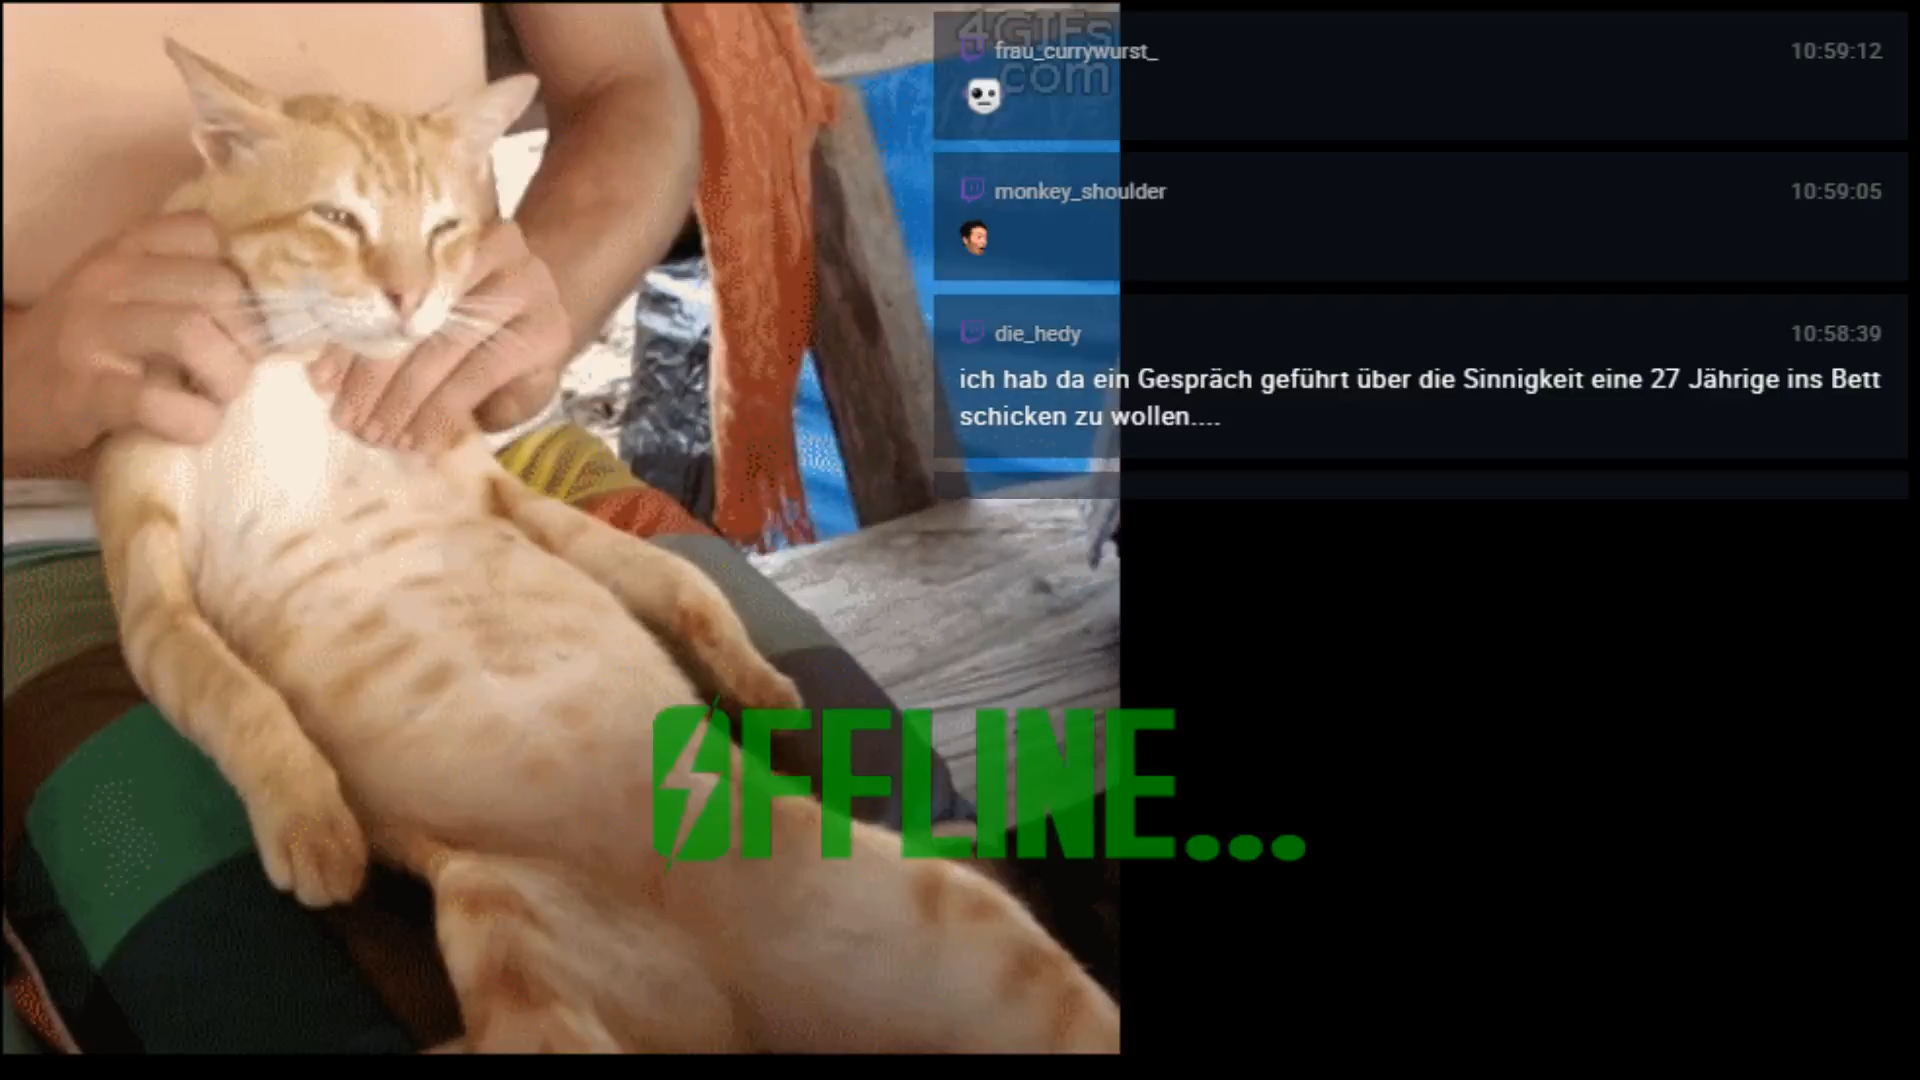 4GIFs
com
frau_currywurst_
10:59:12
monkey_shoulder
10:59:05
die_hedy
10:58:39
ich hab da ein Gespräch geführt über die Sinnigkeit eine 27 Jährige ins Bett
schicken zu wollen....
OFFLINE...